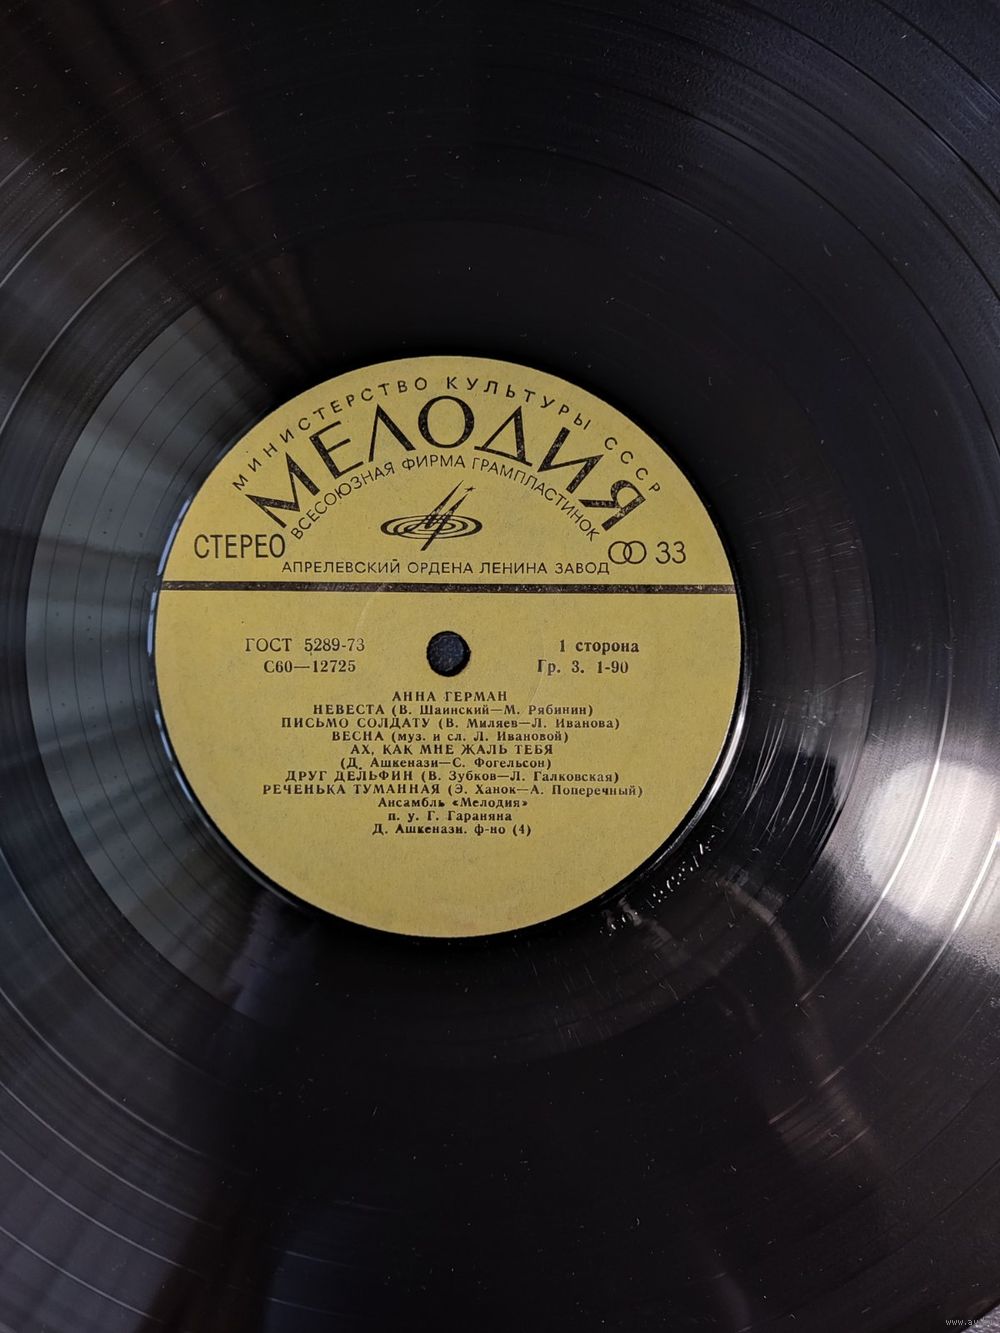 МИНИСТЕРСТВО КУЛЬТУРЫ СССР
МЕЛОДИЯ
ВСЕСОЮЗНАЯ ФИРМА ГРАМПЛАСТИНОК
СТЕРЕО
33
АПРЕЛЕВСКИЙ ОРДЕНА ЛЕНИНА ЗАВОД
ГОСТ 5289-73
1 сторона
С60—12725
Гр. 3. 1-90
АННА ГЕРМАН
НЕВЕСТА (В. Шаинский—М. Рябинин)
ПИСЬМО СОЛДАТУ (В. Миляев—Л. Иванова)
ВЕСНА (муз. и сл. Л. Ивановой)
АХ, КАК МНЕ ЖАЛЬ ТЕБЯ
(Д. Ашкенази—С. Фогельсон)
ДРУГ ДЕЛЬФИН (В. Зубков—Л. Галковская)
РЕЧЕНЬКА ТУМАННАЯ (Э. Ханок—А. Поперечный)
Ансамбль «Мелодия»
п. у. Г. Гараняна
Д. Ашкенази. ф-но (4)